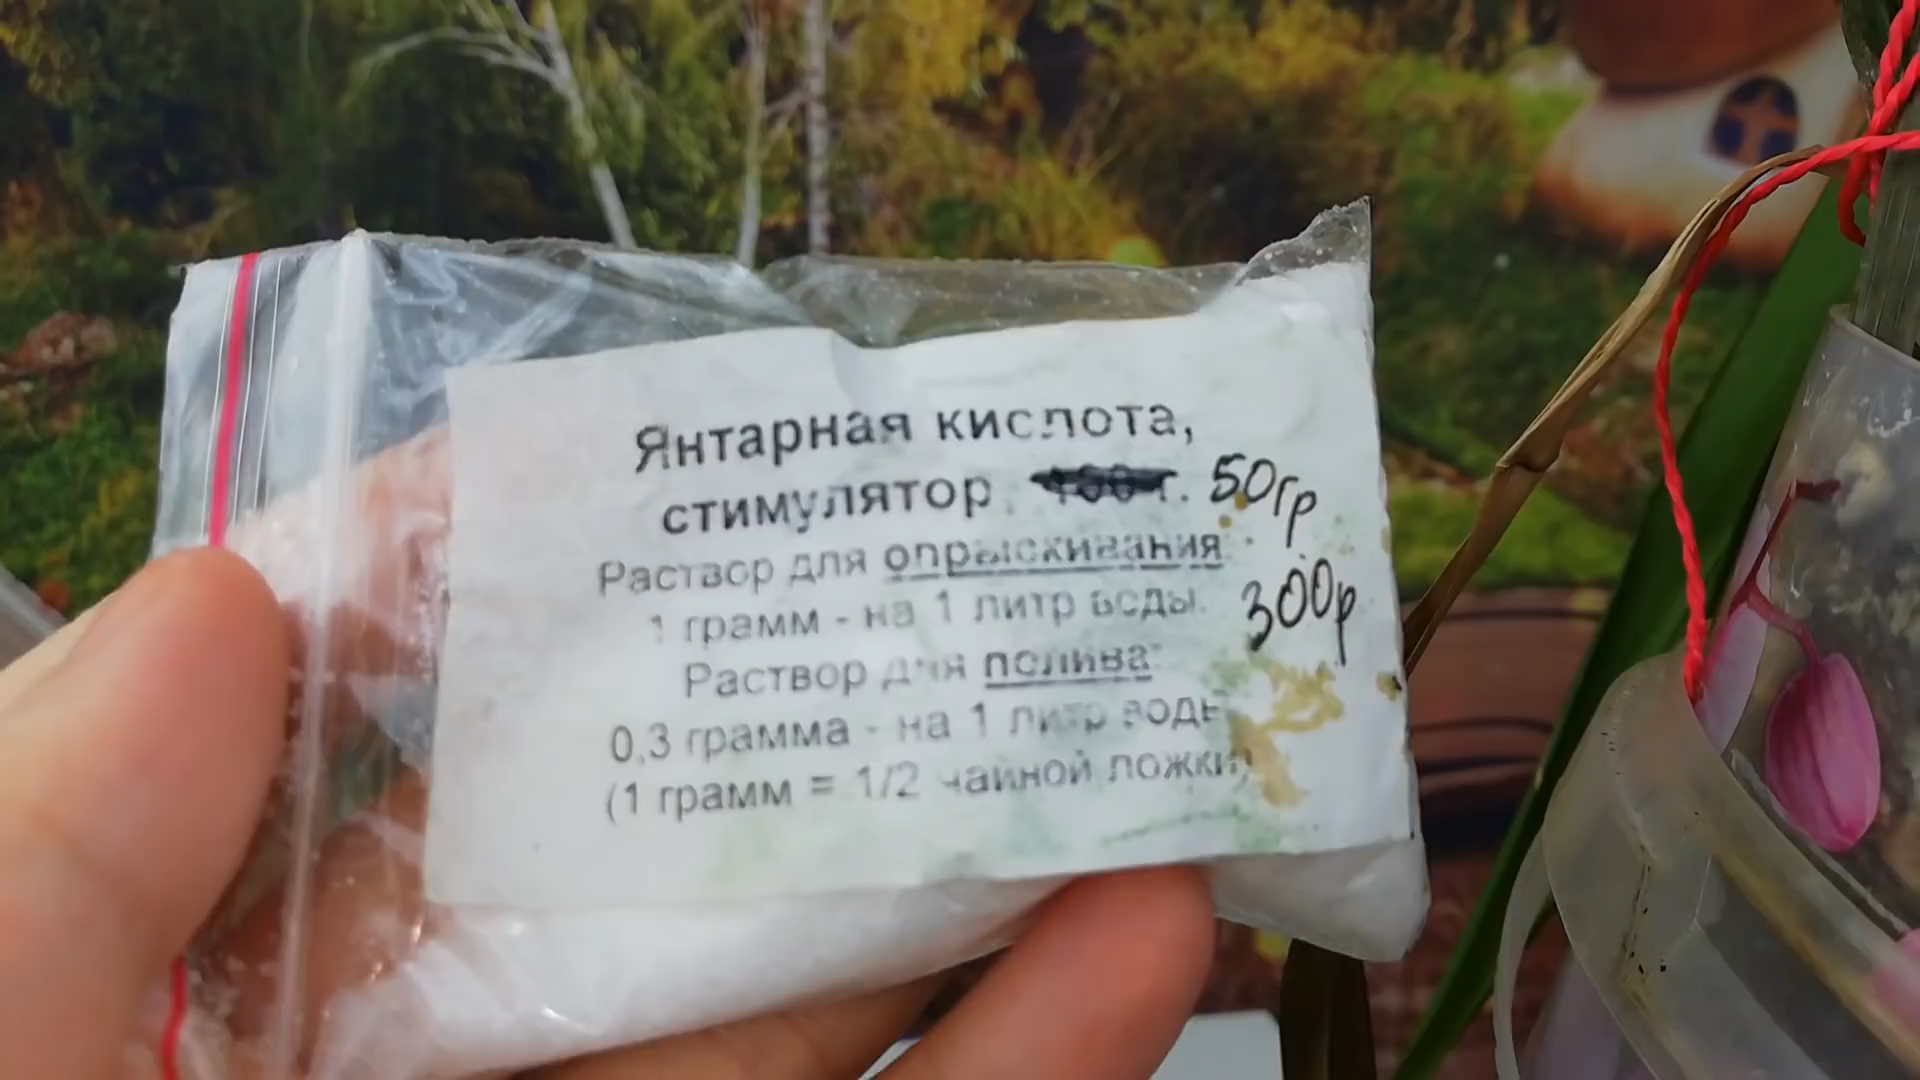 Янтарная кислота,
стимулятор 100 г. 50гр
Раствор для опрыскивания:
1 грамм - на 1 литр воды. 300р
Раствор для полива:
0,3 грамма - на 1 литр воды
(1 грамм = 1/2 чайной ложки)